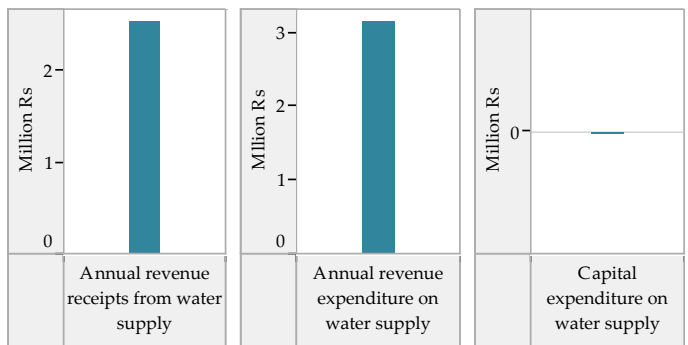 Million Rs
2
1
0
Annual revenue
receipts from water
supply
Mllion Rs
3
2
1
0
Annual revenue
expenditure on
water supply
Million Rs
0
Capital
expenditure on
water supply